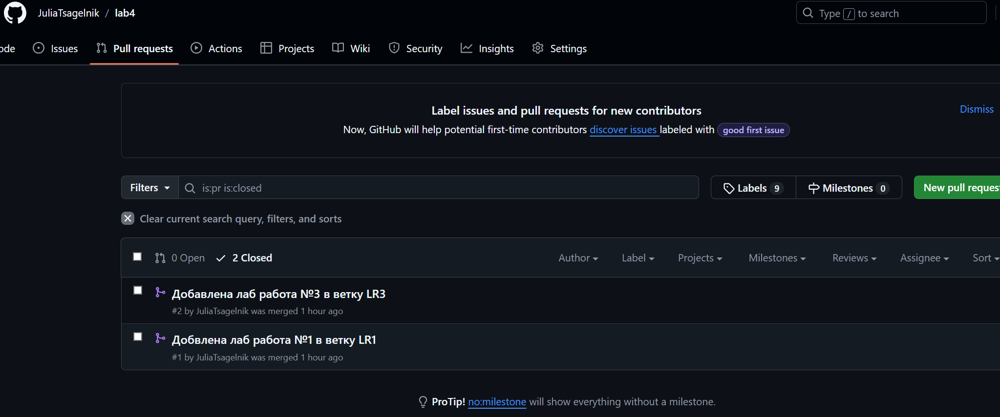 JuliaTsagelnik / lab4
Type / to search
ode Issues Pull requests Actions Projects Wiki Security Insights Settings
Label issues and pull requests for new contributors
Dismiss
Now, GitHub will help potential first-time contributors discover issues labeled with good first issue
Filters is:pr is:closed Labels 9 Milestones 0 New pull request
Clear current search query, filters, and sorts
0 Open 2 Closed Author Label Projects Milestones Reviews Assignee Sort
Добавлена лаб работа №3 в ветку LR3
#2 by JuliaTsagelnik was merged 1 hour ago
Добвлена лаб работа №1 в ветку LR1
#1 by JuliaTsagelnik was merged 1 hour ago
ProTip! no:milestone will show everything without a milestone.